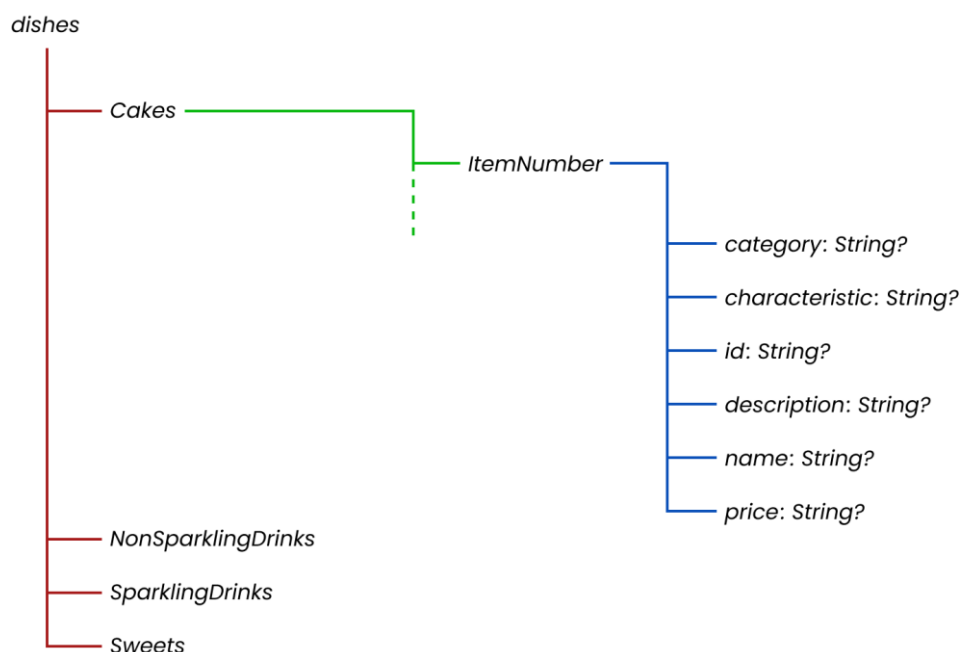 dishes
Cakes
ItemNumber
category: String?
characteristic: String?
id: String?
description: String?
name: String?
price: String?
NonSparklingDrinks
SparklingDrinks
Sweets